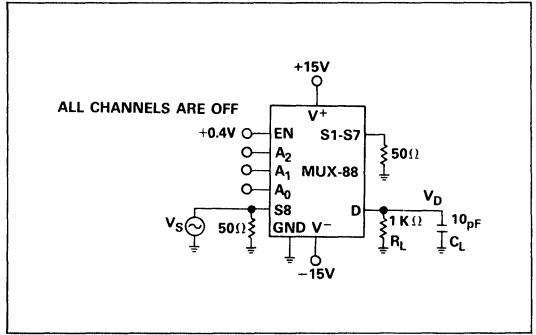 +15V
ALL CHANNELS ARE OFF
V+
+0.4V EN S1-S7
A2
A1 MUX-88 50Ω
A0
VD
S8 D
VS 50Ω 1 KΩ 10pF
GND V− RL CL
−15V